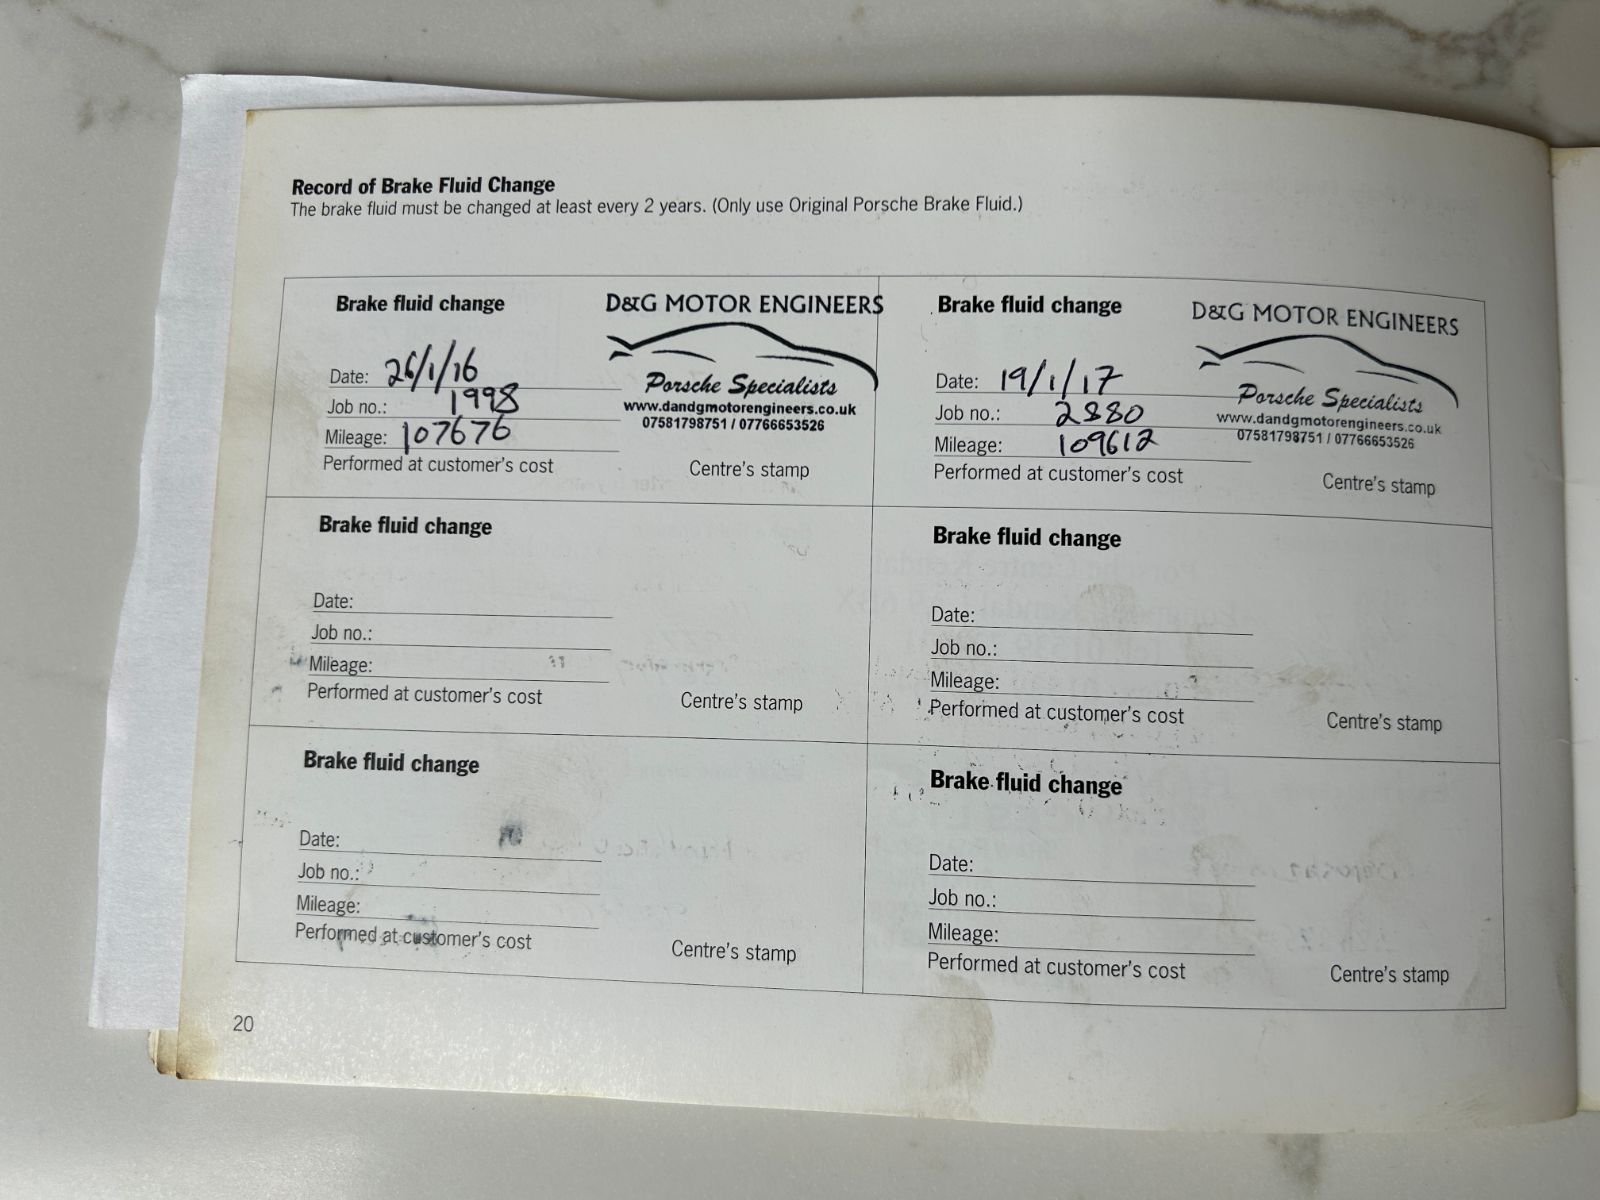 Record of Brake Fluid Change
The brake fluid must be changed at least every 2 years. (Only use Original Porsche Brake Fluid.)
Brake fluid change
D&G MOTOR ENGINEERS
Porsche Specialists
www.dandgmotorengineers.co.uk
07581798751 / 07766653526
Date: 26/1/16
Job no.: 1998
Mileage: 107676
Performed at customer's cost
Centre's stamp
Brake fluid change
D&G MOTOR ENGINEERS
Porsche Specialists
www.dandgmotorengineers.co.uk
07581798751 / 07766653526
Date: 19/1/17
Job no.: 2880
Mileage: 109612
Performed at customer's cost
Centre's stamp
Brake fluid change
Date:
Job no.:
Mileage:
Performed at customer's cost
Centre's stamp
Brake fluid change
Date:
Job no.:
Mileage:
Performed at customer's cost
Centre's stamp
Brake fluid change
Date:
Job no.:
Mileage:
Performed at customer's cost
Centre's stamp
Brake fluid change
Date:
Job no.:
Mileage:
Performed at customer's cost
Centre's stamp
20